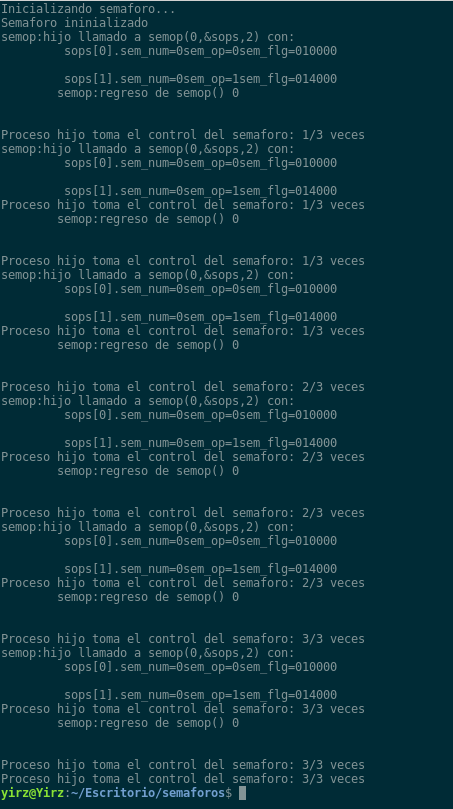 Inicializando semaforo...
Semaforo ininializado
semop:hijo llamado a semop(0,&sops,2) con:
sops[0].sem_num=0sem_op=0sem_flg=010000
sops[1].sem_num=0sem_op=1sem_flg=014000
semop:regreso de semop() 0
Proceso hijo toma el control del semaforo: 1/3 veces
semop:hijo llamado a semop(0,&sops,2) con:
sops[0].sem_num=0sem_op=0sem_flg=010000
sops[1].sem_num=0sem_op=1sem_flg=014000
Proceso hijo toma el control del semaforo: 1/3 veces
semop:regreso de semop() 0
Proceso hijo toma el control del semaforo: 1/3 veces
semop:hijo llamado a semop(0,&sops,2) con:
sops[0].sem_num=0sem_op=0sem_flg=010000
sops[1].sem_num=0sem_op=1sem_flg=014000
Proceso hijo toma el control del semaforo: 1/3 veces
semop:regreso de semop() 0
Proceso hijo toma el control del semaforo: 2/3 veces
semop:hijo llamado a semop(0,&sops,2) con:
sops[0].sem_num=0sem_op=0sem_flg=010000
sops[1].sem_num=0sem_op=1sem_flg=014000
Proceso hijo toma el control del semaforo: 2/3 veces
semop:regreso de semop() 0
Proceso hijo toma el control del semaforo: 2/3 veces
semop:hijo llamado a semop(0,&sops,2) con:
sops[0].sem_num=0sem_op=0sem_flg=010000
sops[1].sem_num=0sem_op=1sem_flg=014000
Proceso hijo toma el control del semaforo: 2/3 veces
semop:regreso de semop() 0
Proceso hijo toma el control del semaforo: 3/3 veces
semop:hijo llamado a semop(0,&sops,2) con:
sops[0].sem_num=0sem_op=0sem_flg=010000
sops[1].sem_num=0sem_op=1sem_flg=014000
Proceso hijo toma el control del semaforo: 3/3 veces
semop:regreso de semop() 0
Proceso hijo toma el control del semaforo: 3/3 veces
Proceso hijo toma el control del semaforo: 3/3 veces
yirz@Yirz:~/Escritorio/semaforos$